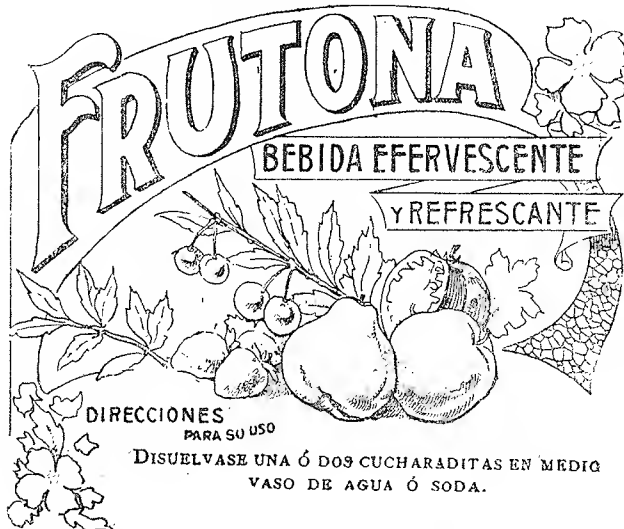 FRUTONA
BEBIDA EFERVESCENTE
Y REFRESCANTE
DIRECCIONES
PARA SU USO
DISUELVASE UNA Ó DOS CUCHARADITAS EN MEDIO
VASO DE AGUA Ó SODA.